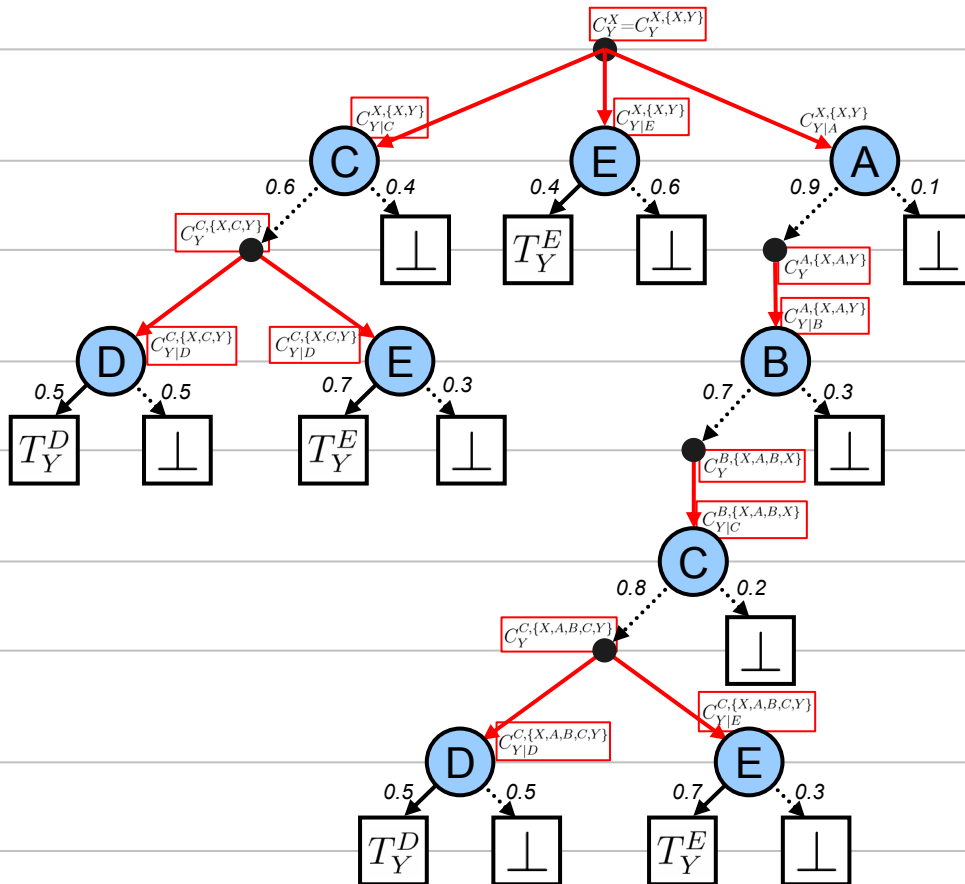 C_Y^X=C_Y^{X,{X,Y}}
C_{Y|C}^{X,{X,Y}}
C_{Y|E}^{X,{X,Y}}
C_{Y|A}^{X,{X,Y}}
C
E
A
0.6
0.4
0.4
0.6
0.9
0.1
C_Y^{C,{X,C,Y}}
⊥
T_Y^E
⊥
⊥
C_Y^{A,{X,A,Y}}
C_{Y|D}^{C,{X,C,Y}}
C_{Y|D}^{C,{X,C,Y}}
C_{Y|B}^{A,{X,A,Y}}
D
E
B
0.5
0.5
0.7
0.3
0.7
0.3
T_Y^D
⊥
T_Y^E
⊥
⊥
C_Y^{B,{X,A,B,X}}
C_{Y|C}^{B,{X,A,B,X}}
C
0.8
0.2
C_Y^{C,{X,A,B,C,Y}}
⊥
C_{Y|D}^{C,{X,A,B,C,Y}}
C_{Y|E}^{C,{X,A,B,C,Y}}
D
E
0.5
0.5
0.7
0.3
T_Y^D
⊥
T_Y^E
⊥